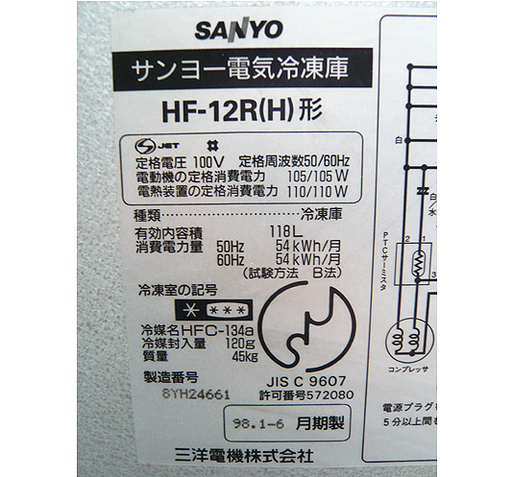 SANYO
サンヨー電気冷凍庫
HF-12R(H)形
JET
定格電圧 100V 定格周波数50/60Hz
電動機の定格消費電力 105/105W
電熱装置の定格消費電力 110/110W
種類‥‥‥‥‥‥‥‥冷凍庫
有効内容積 118L
消費電力量 50Hz 54kWh/月
60Hz 54kWh/月
(試験方法 B法)
冷凍室の記号
冷媒名HFC-134a
冷媒封入量 120g
質量 45kg
JIS C 9607
許可番号572080
製造番号
8YH24661
98.1-6 月期製
三洋電機株式会社
白
白/水
PTCサーミスタ
2
1
3
コンプレッサ
電源プラグ
5分以上間